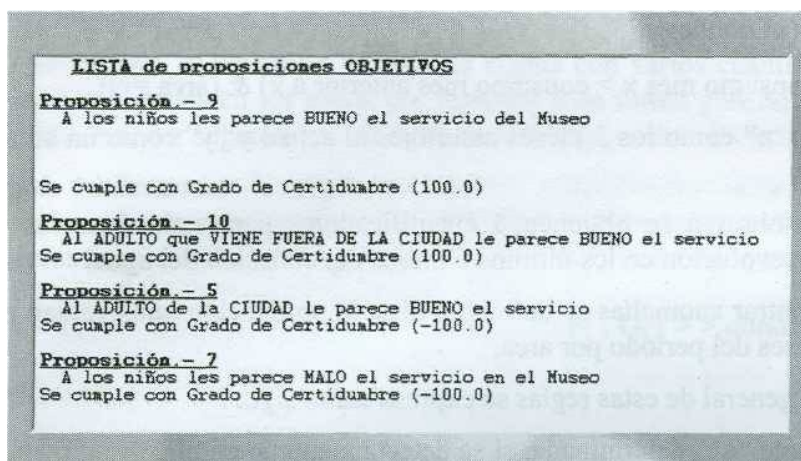 LISTA de proposiciones OBJETIVOS
Proposición.- 9
A los niños les parece BUENO el servicio del Museo
Se cumple con Grado de Certidumbre (100.0)
Proposición.- 10
Al ADULTO que VIENE FUERA DE LA CIUDAD le parece BUENO el servicio
Se cumple con Grado de Certidumbre (100.0)
Proposición.- 5
Al ADULTO de la CIUDAD le parece BUENO el servicio
Se cumple con Grado de Certidumbre (-100.0)
Proposición.- 7
A los niños les parece MALO el servicio en el Museo
Se cumple con Grado de Certidumbre (-100.0)